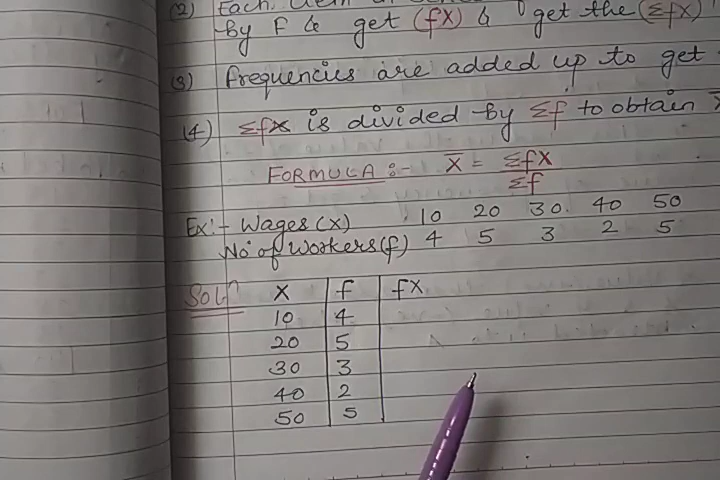 (2) Each item
by F & get (fX) & get the (Σfx)
(3) frequencies are added up to get
(4) Σfx is divided by Σf to obtain X
FORMULA :- X̄ = ΣfX / Σf
Ex:- Wages (x) 10 20 30. 40 50
No of Workers (f) 4 5 3 2 5
SOLn X f fX
10 4
20 5
30 3
40 2
50 5